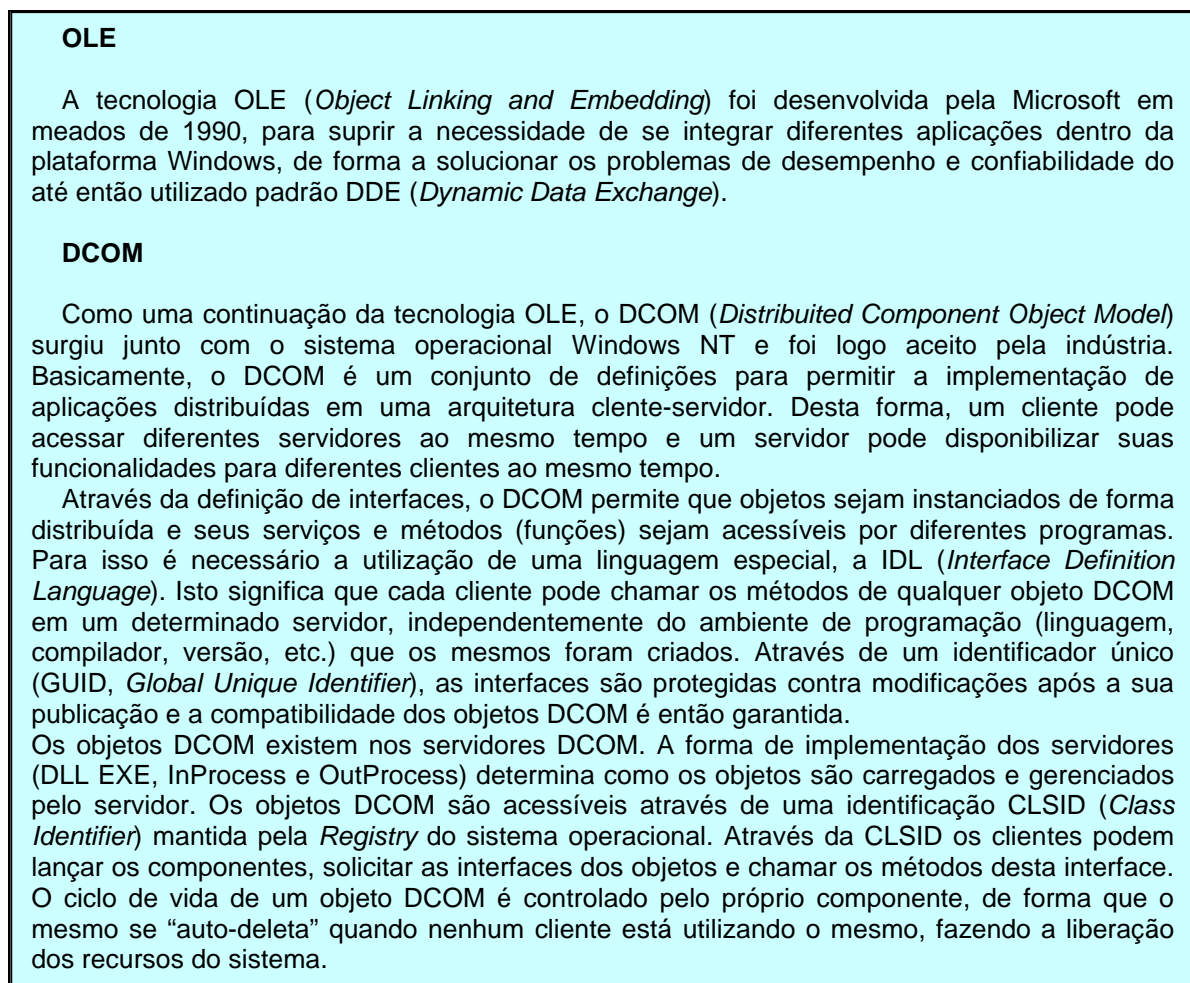 OLE
A tecnologia OLE (Object Linking and Embedding) foi desenvolvida pela Microsoft em
meados de 1990, para suprir a necessidade de se integrar diferentes aplicações dentro da
plataforma Windows, de forma a solucionar os problemas de desempenho e confiabilidade do
até então utilizado padrão DDE (Dynamic Data Exchange).
DCOM
Como uma continuação da tecnologia OLE, o DCOM (Distribuited Component Object Model)
surgiu junto com o sistema operacional Windows NT e foi logo aceito pela indústria.
Basicamente, o DCOM é um conjunto de definições para permitir a implementação de
aplicações distribuídas em uma arquitetura clente-servidor. Desta forma, um cliente pode
acessar diferentes servidores ao mesmo tempo e um servidor pode disponibilizar suas
funcionalidades para diferentes clientes ao mesmo tempo.
Através da definição de interfaces, o DCOM permite que objetos sejam instanciados de forma
distribuída e seus serviços e métodos (funções) sejam acessíveis por diferentes programas.
Para isso é necessário a utilização de uma linguagem especial, a IDL (Interface Definition
Language). Isto significa que cada cliente pode chamar os métodos de qualquer objeto DCOM
em um determinado servidor, independentemente do ambiente de programação (linguagem,
compilador, versão, etc.) que os mesmos foram criados. Através de um identificador único
(GUID, Global Unique Identifier), as interfaces são protegidas contra modificações após a sua
publicação e a compatibilidade dos objetos DCOM é então garantida.
Os objetos DCOM existem nos servidores DCOM. A forma de implementação dos servidores
(DLL EXE, InProcess e OutProcess) determina como os objetos são carregados e gerenciados
pelo servidor. Os objetos DCOM são acessíveis através de uma identificação CLSID (Class
Identifier) mantida pela Registry do sistema operacional. Através da CLSID os clientes podem
lançar os componentes, solicitar as interfaces dos objetos e chamar os métodos desta interface.
O ciclo de vida de um objeto DCOM é controlado pelo próprio componente, de forma que o
mesmo se “auto-deleta” quando nenhum cliente está utilizando o mesmo, fazendo a liberação
dos recursos do sistema.